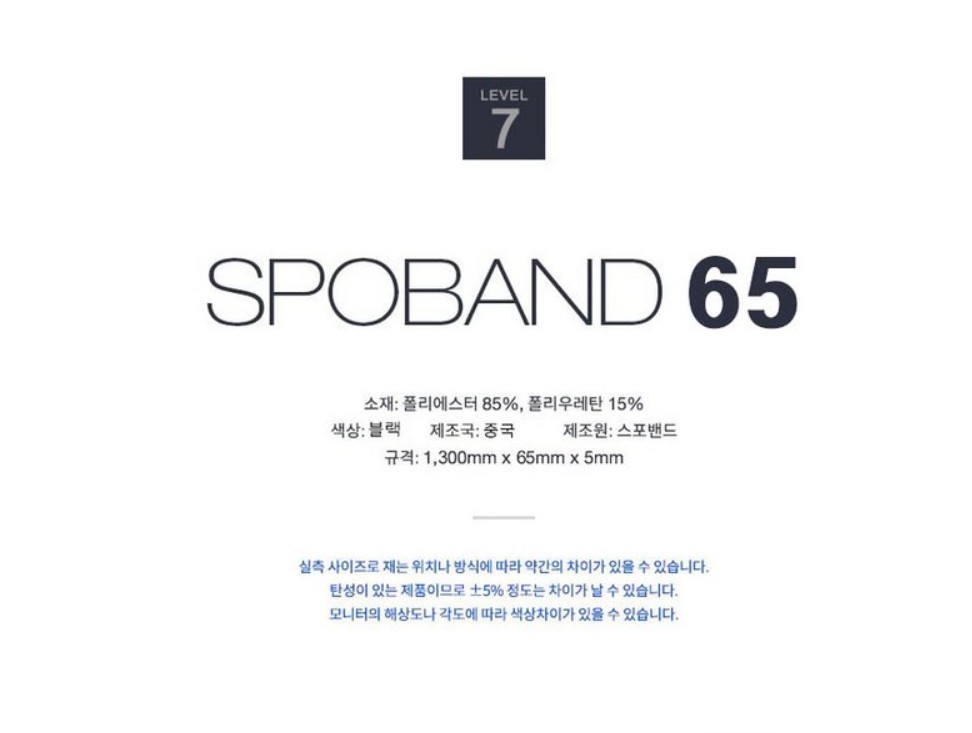 LEVEL
7
SPOBAND 65
소재: 폴리에스터 85%, 폴리우레탄 15%
색상: 블랙 제조국: 중국 제조원: 스포밴드
규격: 1,300mm x 65mm x 5mm
실측 사이즈로 재는 위치나 방식에 따라 약간의 차이가 있을 수 있습니다.
탄성이 있는 제품이므로 ±5% 정도는 차이가 날 수 있습니다.
모니터의 해상도나 각도에 따라 색상차이가 있을 수 있습니다.